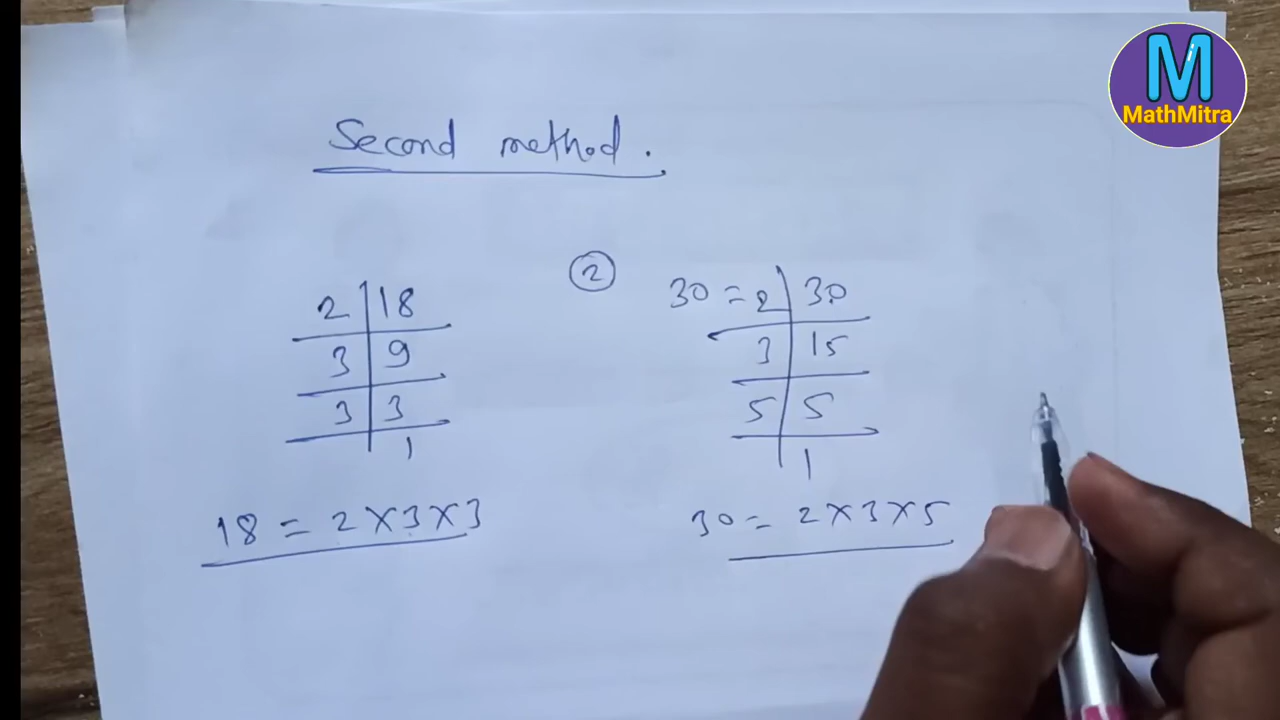 M
MathMitra
Second method.
2 | 18
3 | 9
3 | 3
1
18 = 2 × 3 × 3
②
30 = 2 | 30
3 | 15
5 | 5
1
30 = 2 × 3 × 5